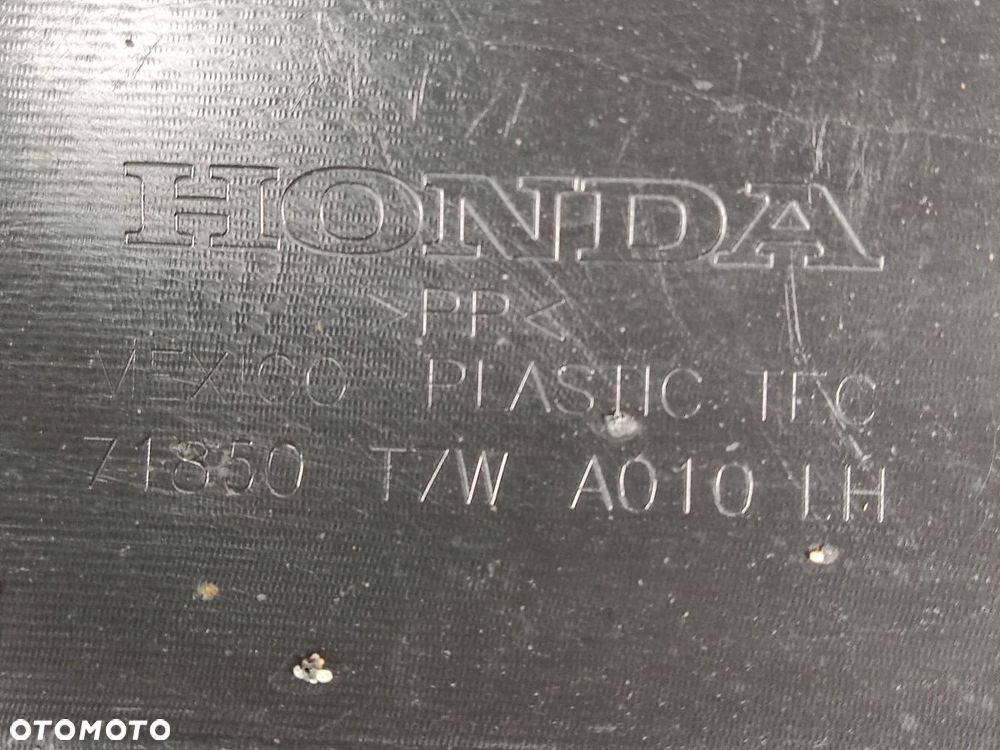 HONDA
>PP<
MEXICO PLASTIC TEC
71850 T7W A010 LH
OTOMOTO